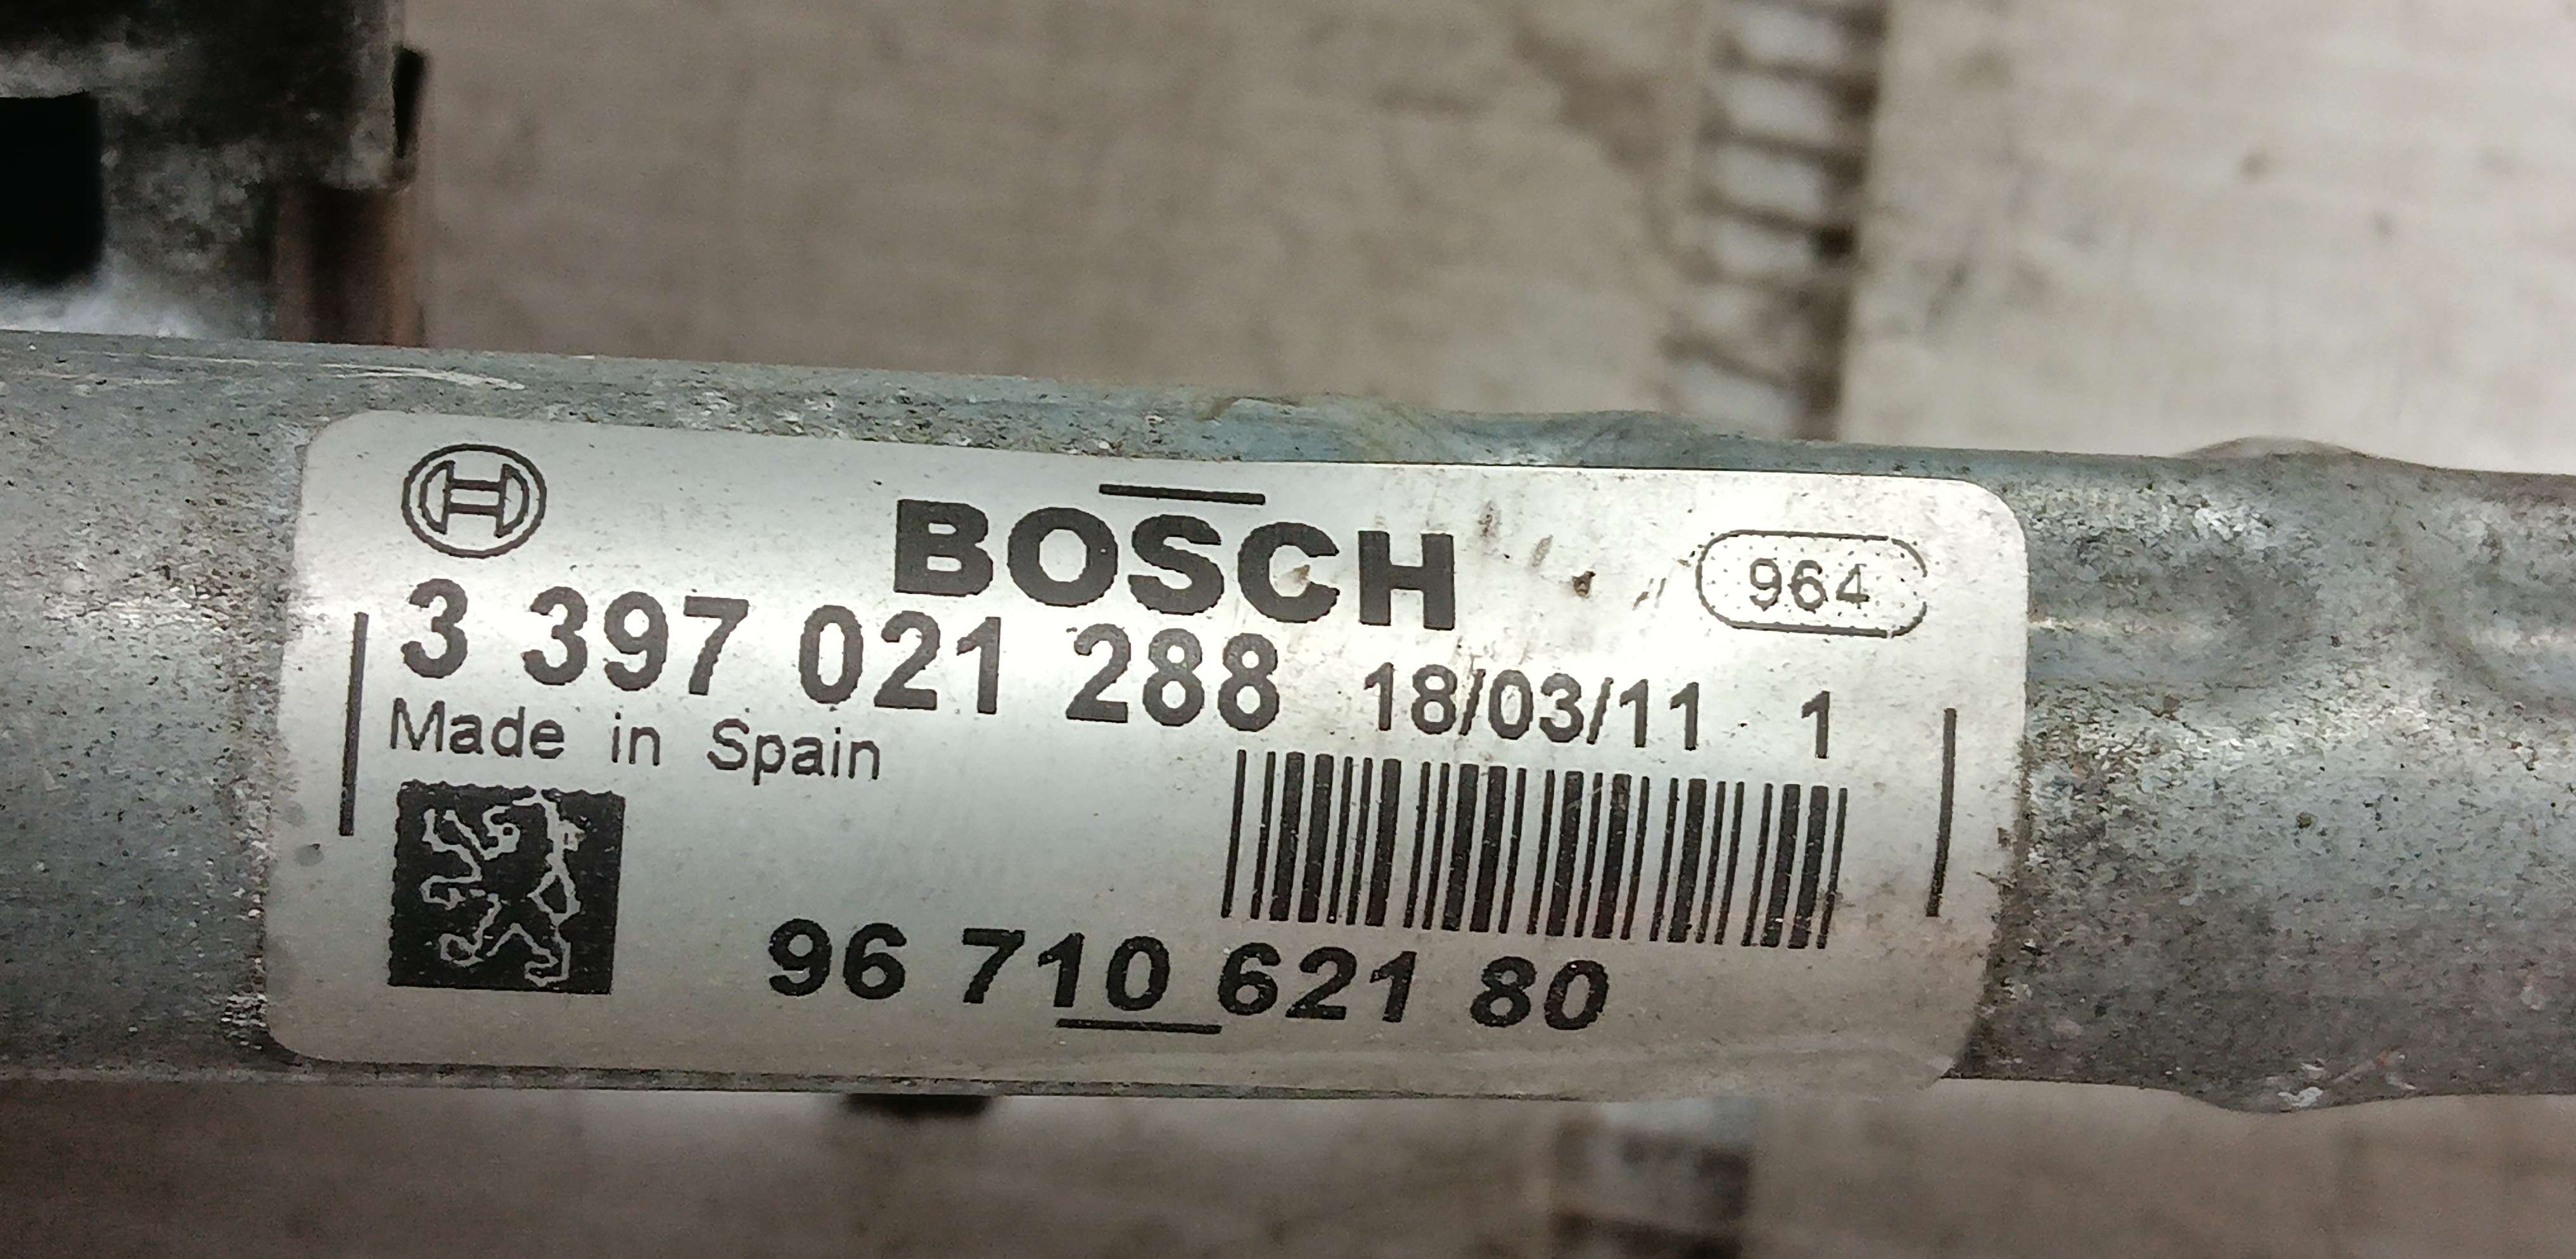 BOSCH
964
3 397 021 288 18/03/11 1
Made in Spain
96 710 621 80